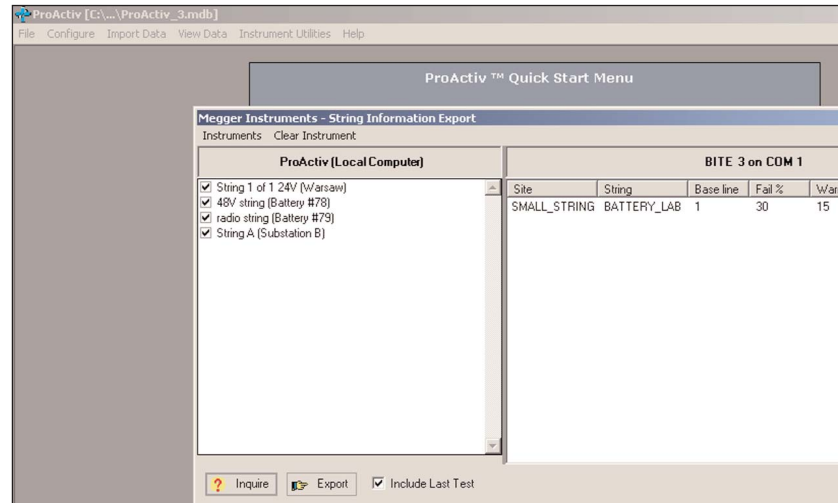 ProActiv [C:\...\ProActiv_3.mdb]
File Configure Import Data View Data Instrument Utilities Help
ProActiv ™ Quick Start Menu
Megger Instruments - String Information Export
Instruments Clear Instrument
ProActiv (Local Computer)
BITE 3 on COM 1
String 1 of 1 24V (Warsaw)
48V string (Battery #78)
radio string (Battery #79)
String A (Substation B)
Site String Base line Fail %
SMALL_STRING BATTERY_LAB 1 30 15
Inquire Export Include Last Test